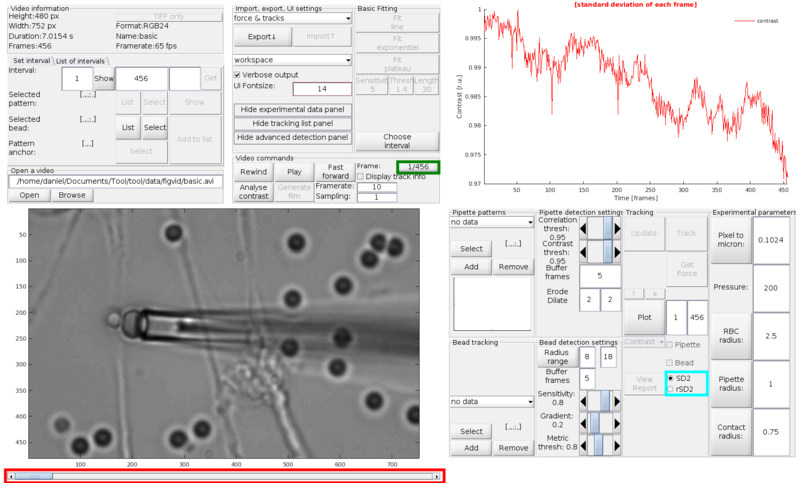 Video information
Height:480 px
Width:752 px
Duration:7.0154 s
Frames:456
TIFF only
Format:RGB24
Name:basic
Framerate:65 fps
Set interval
List of intervals
Interval:
1
Show
456
Get
Selected pattern:
[...;.]
List
Select
Show
Selected bead:
[...;.]
List
Select
Add to list
Pattern anchor:
[...]
Select
Open a video
/home/daniel/Documents/Tool/tool/data/figvid/basic.avi
Open
Browse
Import, export, UI settings
force & tracks
Export↓
Import↑
workspace
Verbose output
UI Fontsize:
14
Hide experimental data panel
Hide tracking list panel
Hide advanced detection panel
Basic Fitting
Fit line
Fit exponentiel
Fit plateau
Sensitivity
5
Thresh
1.4
Length
30
Choose interval
Video commands
Rewind
Play
Fast forward
Frame:
1/456
Display track info
Analyse contrast
Generate film
Framerate:
10
Sampling:
1
[standard deviation of each frame]
contrast
Contrast [r.u.]
1
0.995
0.99
0.985
0.98
0.975
0.97
50
100
150
200
250
300
350
400
450
Time [frames]
50
100
150
200
250
300
350
400
450
100
200
300
400
500
600
700
Pipette patterns
no data
Select
[...;.]
Add
Remove
Pipette detection settings
Correlation thresh: 0.95
Contrast thresh: 0.95
Buffer frames
5
Erode
Dilate
2
2
Tracking
Update
Track
Get Force
Plot
1
456
Contrast
Pipette
Bead
View Report
SD2
rSD2
Experimental parameters
Pixel to micron:
0.1024
Pressure:
200
RBC radius:
2.5
Pipette radius:
1
Contact radius:
0.75
Bead tracking
no data
Select
[...;.]
Add
Remove
Bead detection settings
Radius range
8
18
Buffer frames
5
Sensitivity: 0.8
Gradient: 0.2
Metric thresh: 0.8